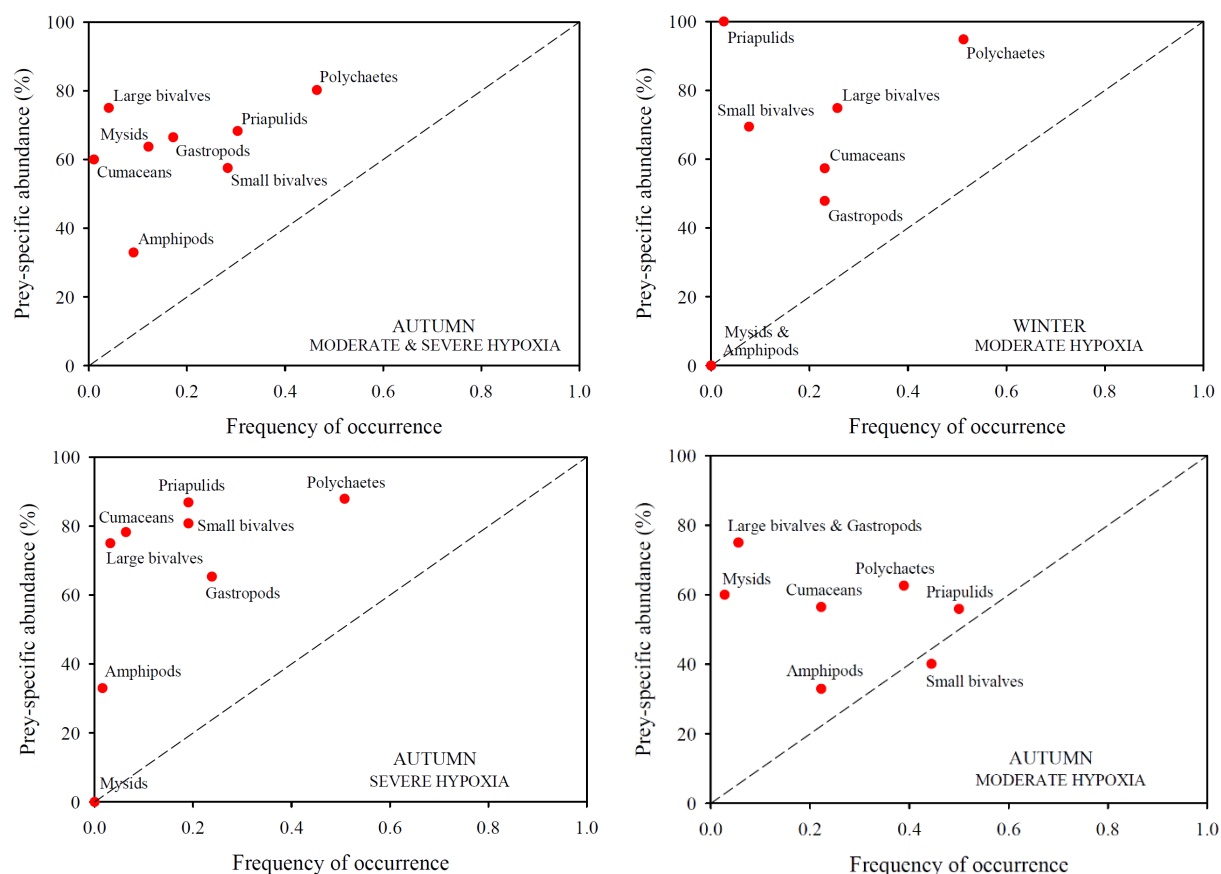 Prey-specific abundance (%)
100
80
60
40
20
0
Polychaetes
Large bivalves
Priapulids
Mysids
Gastropods
Cumaceans
Small bivalves
Amphipods
AUTUMN
MODERATE & SEVERE HYPOXIA
0.0 0.2 0.4 0.6 0.8 1.0
Frequency of occurrence
Prey-specific abundance (%)
100
80
60
40
20
0
Priapulids
Polychaetes
Large bivalves
Small bivalves
Cumaceans
Gastropods
Mysids &
Amphipods
WINTER
MODERATE HYPOXIA
0.0 0.2 0.4 0.6 0.8 1.0
Frequency of occurrence
Prey-specific abundance (%)
100
80
60
40
20
0
Priapulids
Polychaetes
Cumaceans
Small bivalves
Large bivalves
Gastropods
Amphipods
Mysids
AUTUMN
SEVERE HYPOXIA
0.0 0.2 0.4 0.6 0.8 1.0
Frequency of occurrence
Prey-specific abundance (%)
100
80
60
40
20
0
Large bivalves & Gastropods
Mysids
Cumaceans
Polychaetes
Priapulids
Amphipods
Small bivalves
AUTUMN
MODERATE HYPOXIA
0.0 0.2 0.4 0.6 0.8 1.0
Frequency of occurrence